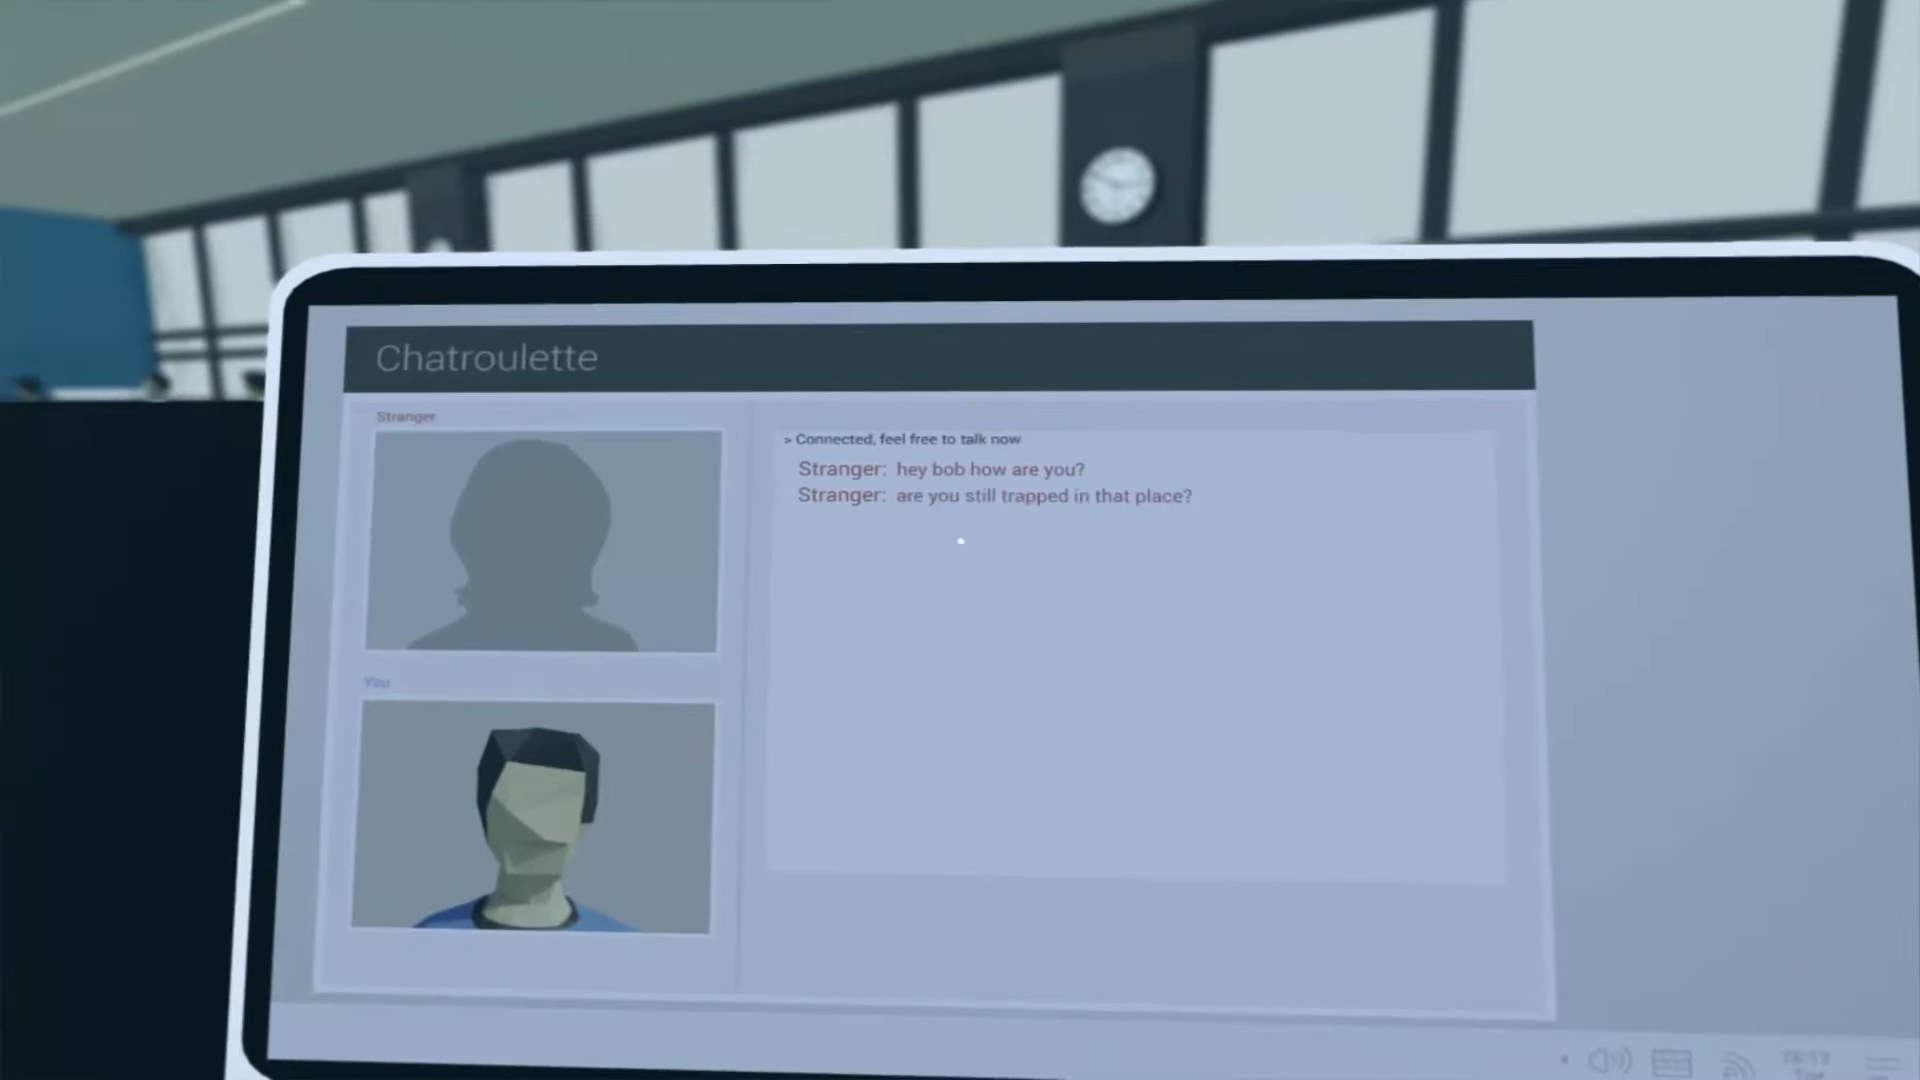 Chatroulette
Stranger
> Connected, feel free to talk now
Stranger: hey bob how are you?
Stranger: are you still trapped in that place?
You